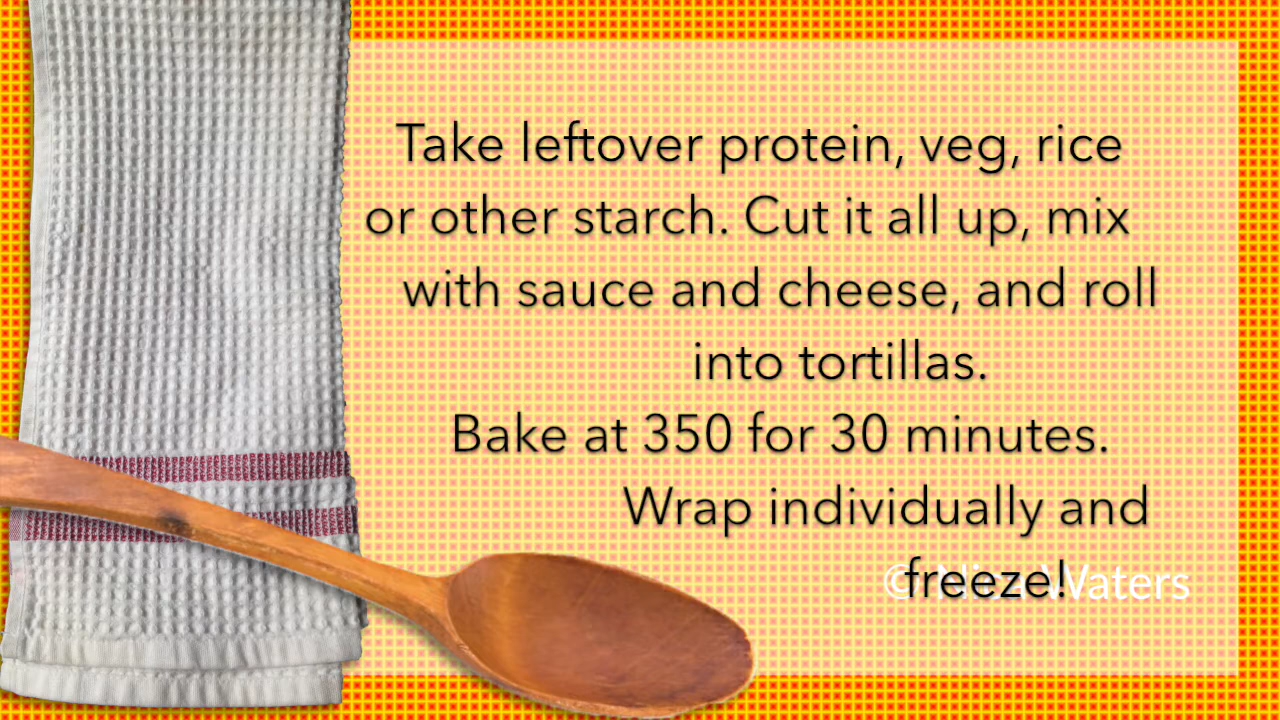 Take leftover protein, veg, rice
or other starch. Cut it all up, mix
with sauce and cheese, and roll
into tortillas.
Bake at 350 for 30 minutes.
Wrap individually and
freeze!
© Waters